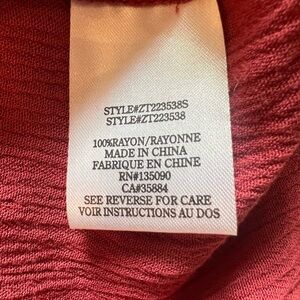 STYLE#ZT223538S
STYLE#ZT223538
100%RAYON/RAYONNE
MADE IN CHINA
FABRIQUE EN CHINE
RN#135090
CA#35884
SEE REVERSE FOR CARE
VOIR INSTRUCTIONS AU DOS